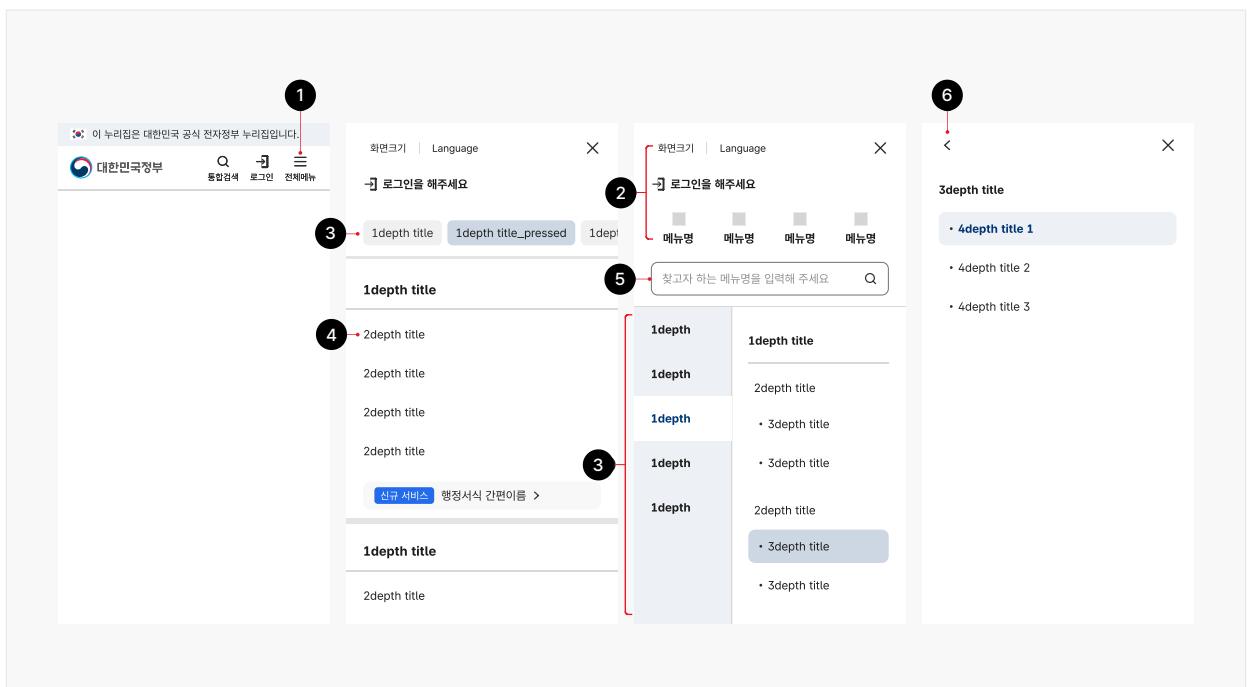 1
이 누리집은 대한민국 공식 전자정부 누리집입니다.
대한민국정부
통합검색 로그인 전체메뉴
화면크기 Language
로그인을 해주세요
3
1depth title 1depth title_pressed 1dept
1depth title
4
2depth title
2depth title
2depth title
2depth title
신규 서비스 행정서식 간편이름
1depth title
2depth title
화면크기 Language
2
로그인을 해주세요
메뉴명 메뉴명 메뉴명 메뉴명
5
찾고자 하는 메뉴명을 입력해 주세요
3
1depth
1depth
1depth
1depth
1depth
1depth title
2depth title
• 3depth title
• 3depth title
2depth title
• 3depth title
• 3depth title
6
3depth title
• 4depth title 1
• 4depth title 2
• 4depth title 3